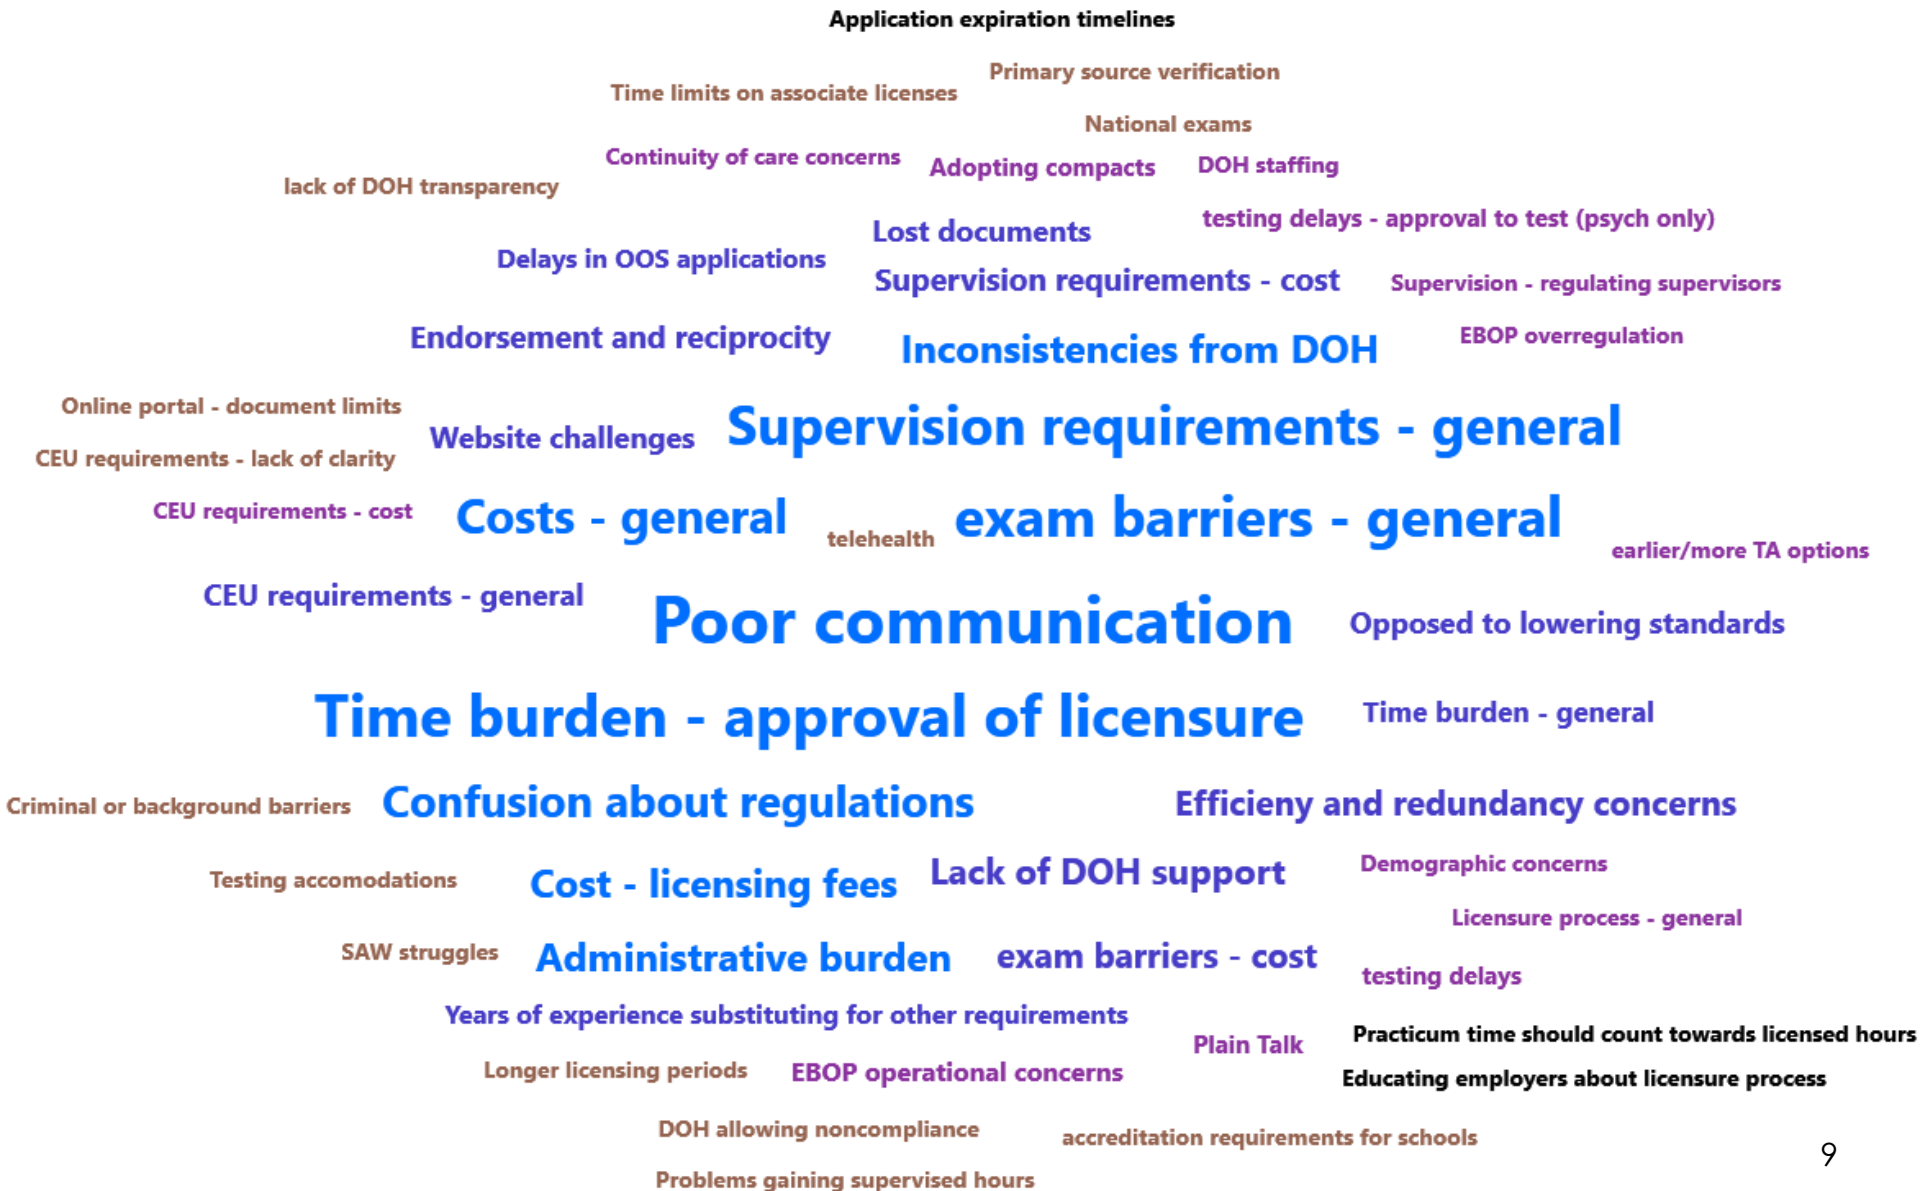 Application expiration timelines
Primary source verification
Time limits on associate licenses
National exams
Continuity of care concerns
Adopting compacts
DOH staffing
lack of DOH transparency
testing delays - approval to test (psych only)
Lost documents
Delays in OOS applications
Supervision requirements - cost
Supervision - regulating supervisors
Endorsement and reciprocity
Inconsistencies from DOH
EBOP overregulation
Online portal - document limits
Website challenges
Supervision requirements - general
CEU requirements - lack of clarity
CEU requirements - cost
Costs - general
telehealth
exam barriers - general
earlier/more TA options
CEU requirements - general
Poor communication
Opposed to lowering standards
Time burden - approval of licensure
Time burden - general
Criminal or background barriers
Confusion about regulations
Efficieny and redundancy concerns
Testing accomodations
Cost - licensing fees
Lack of DOH support
Demographic concerns
Licensure process - general
SAW struggles
Administrative burden
exam barriers - cost
testing delays
Years of experience substituting for other requirements
Plain Talk
Practicum time should count towards licensed hours
Longer licensing periods
EBOP operational concerns
Educating employers about licensure process
DOH allowing noncompliance
accreditation requirements for schools
9
Problems gaining supervised hours